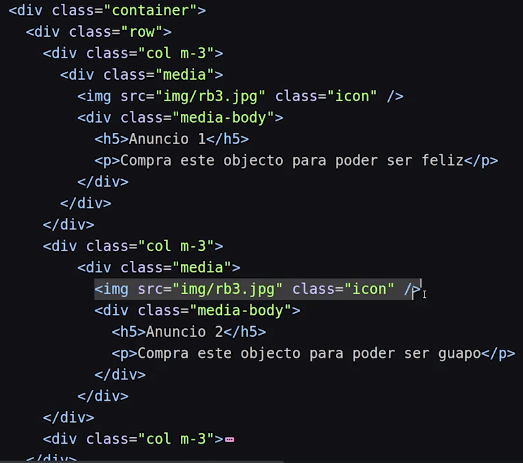 <div class="container">
<div class="row">
<div class="col m-3">
<div class="media">
<img src="img/rb3.jpg" class="icon" />
<div class="media-body">
<h5>Anuncio 1</h5>
<p>Compra este objecto para poder ser feliz</p>
</div>
</div>
</div>
<div class="col m-3">
<div class="media">
<img src="img/rb3.jpg" class="icon" />
<div class="media-body">
<h5>Anuncio 2</h5>
<p>Compra este objecto para poder ser guapo</p>
</div>
</div>
</div>
<div class="col m-3">
</div>